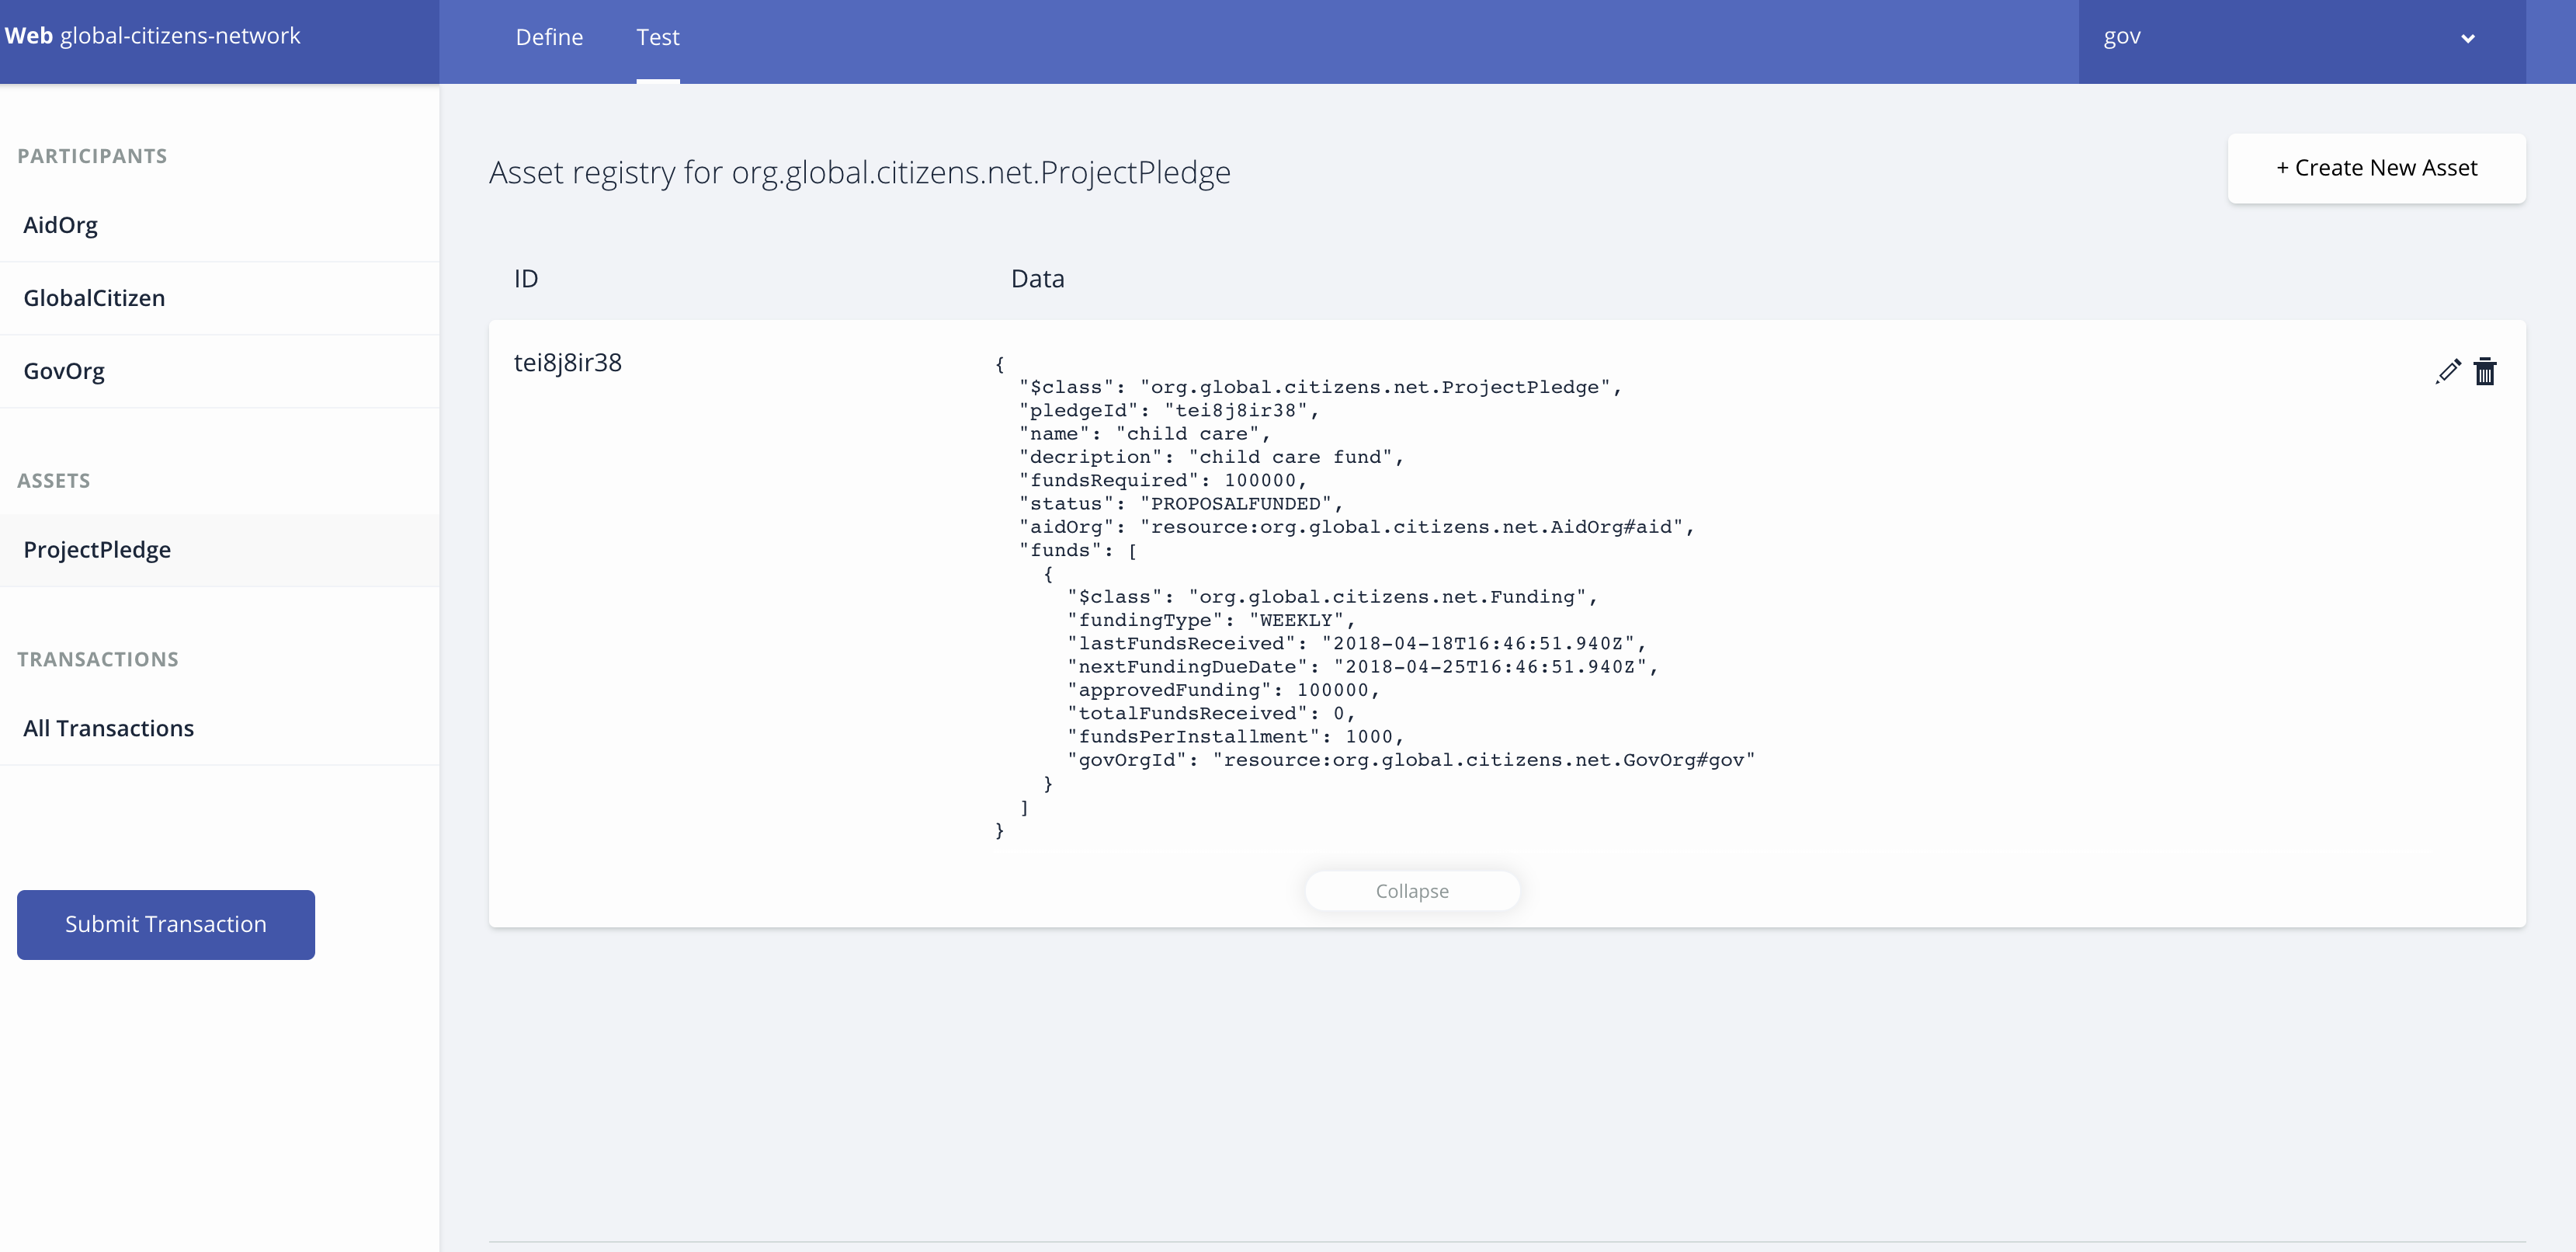 Web global-citizens-network
Define
Test
gov
PARTICIPANTS
AidOrg
GlobalCitizen
GovOrg
ASSETS
ProjectPledge
TRANSACTIONS
All Transactions
Submit Transaction
Asset registry for org.global.citizens.net.ProjectPledge
+ Create New Asset
ID
Data
tei8j8ir38
{
  "$class": "org.global.citizens.net.ProjectPledge",
  "pledgeId": "tei8j8ir38",
  "name": "child care",
  "decription": "child care fund",
  "fundsRequired": 100000,
  "status": "PROPOSALFUNDED",
  "aidOrg": "resource:org.global.citizens.net.AidOrg#aid",
  "funds": [
    {
      "$class": "org.global.citizens.net.Funding",
      "fundingType": "WEEKLY",
      "lastFundsReceived": "2018-04-18T16:46:51.940Z",
      "nextFundingDueDate": "2018-04-25T16:46:51.940Z",
      "approvedFunding": 100000,
      "totalFundsReceived": 0,
      "fundsPerInstallment": 1000,
      "govOrgId": "resource:org.global.citizens.net.GovOrg#gov"
    }
  ]
}
Collapse